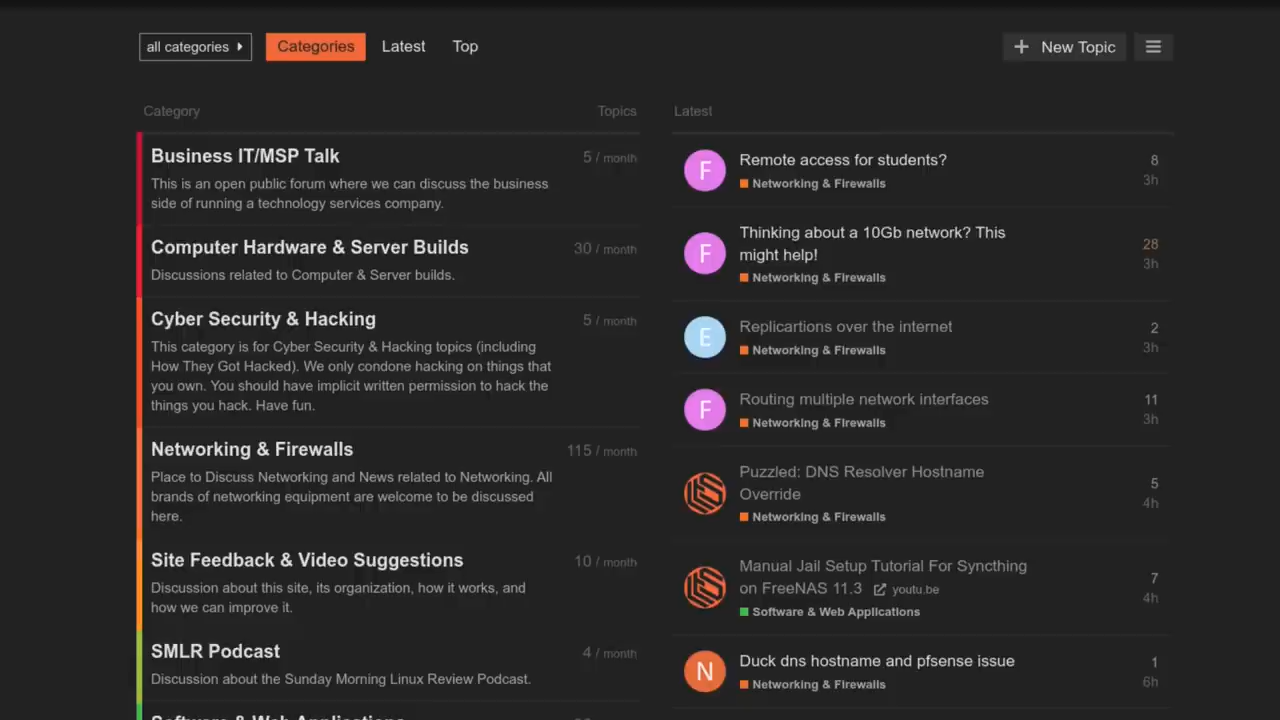 all categories
Categories
Latest
Top
+ New Topic
Category
Topics
Business IT/MSP Talk
5 / month
This is an open public forum where we can discuss the business
side of running a technology services company.
Computer Hardware & Server Builds
30 / month
Discussions related to Computer & Server builds.
Cyber Security & Hacking
5 / month
This category is for Cyber Security & Hacking topics (including
How They Got Hacked). We only condone hacking on things that
you own. You should have implicit written permission to hack the
things you hack. Have fun.
Networking & Firewalls
115 / month
Place to Discuss Networking and News related to Networking. All
brands of networking equipment are welcome to be discussed
here.
Site Feedback & Video Suggestions
10 / month
Discussion about this site, its organization, how it works, and
how we can improve it.
SMLR Podcast
4 / month
Discussion about the Sunday Morning Linux Review Podcast.
Software & Web Applications
Latest
F
Remote access for students?
8
Networking & Firewalls
3h
F
Thinking about a 10Gb network? This
might help!
28
Networking & Firewalls
3h
E
Replicartions over the internet
2
Networking & Firewalls
3h
F
Routing multiple network interfaces
11
Networking & Firewalls
3h
Puzzled: DNS Resolver Hostname
Override
5
Networking & Firewalls
4h
Manual Jail Setup Tutorial For Syncthing
on FreeNAS 11.3 youtu.be
7
Software & Web Applications
4h
N
Duck dns hostname and pfsense issue
1
Networking & Firewalls
6h